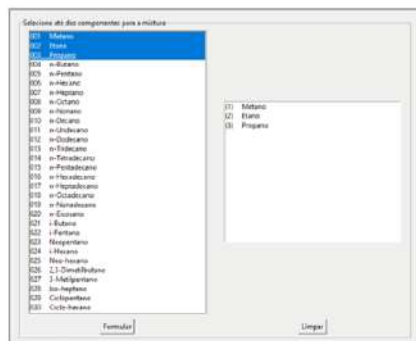 Selecione até dez componentes para a mistura
001 Metano
002 Etano
003 Propano
004 n-Butano
005 n-Pentano
006 n-Hexano
007 n-Heptano
008 n-Octano
009 n-Nonano
010 n-Decano
011 n-Undecano
012 n-Dodecano
013 n-Tridecano
014 n-Tetradecano
015 n-Pentadecano
016 n-Hexadecano
017 n-Heptadecano
018 n-Octadecano
019 n-Nonadecano
020 n-Eicosano
021 i-Butano
022 i-Pentano
023 Neopentano
024 i-Hexano
025 Neo-hexano
026 2,3-Dimetilbutano
027 3-Metilpentano
028 Iso-heptano
029 Ciclopentano
030 Ciclo-hexano
Formular
(1) Metano
(2) Etano
(3) Propano
Limpar